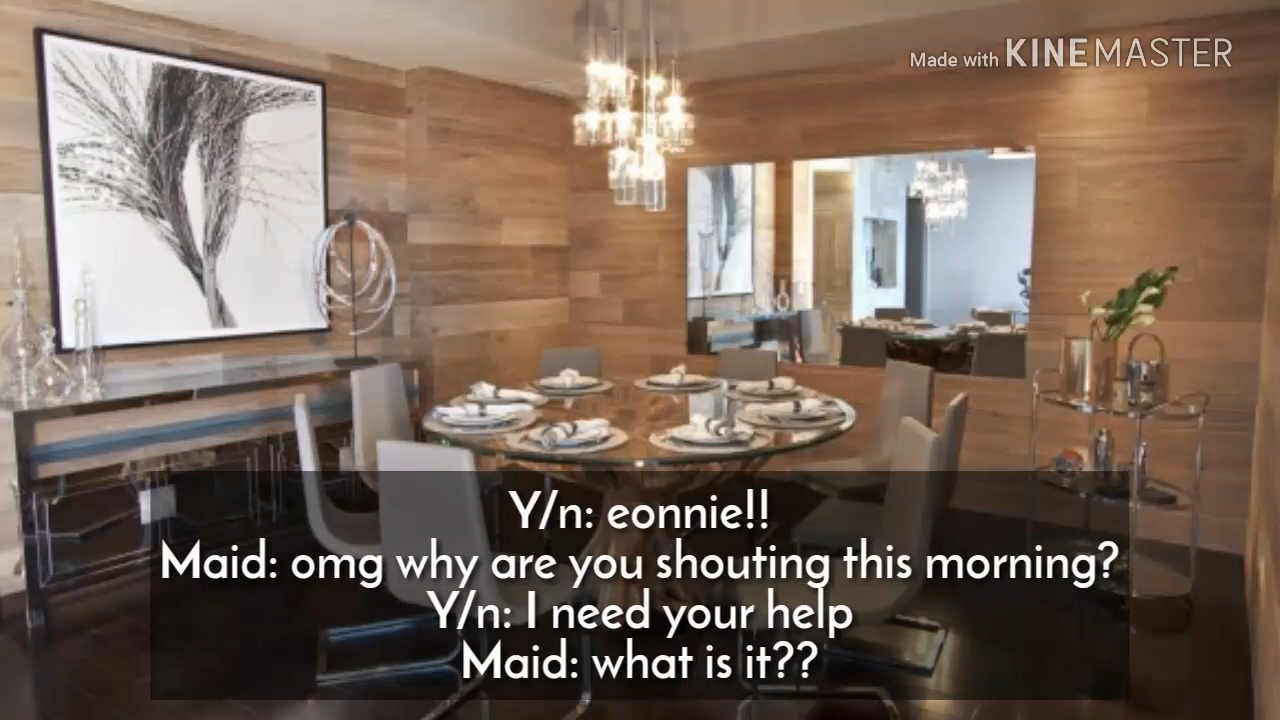 Made with KINEMASTER
Y/n: eonnie!!
Maid: omg why are you shouting this morning?
Y/n: I need your help
Maid: what is it??